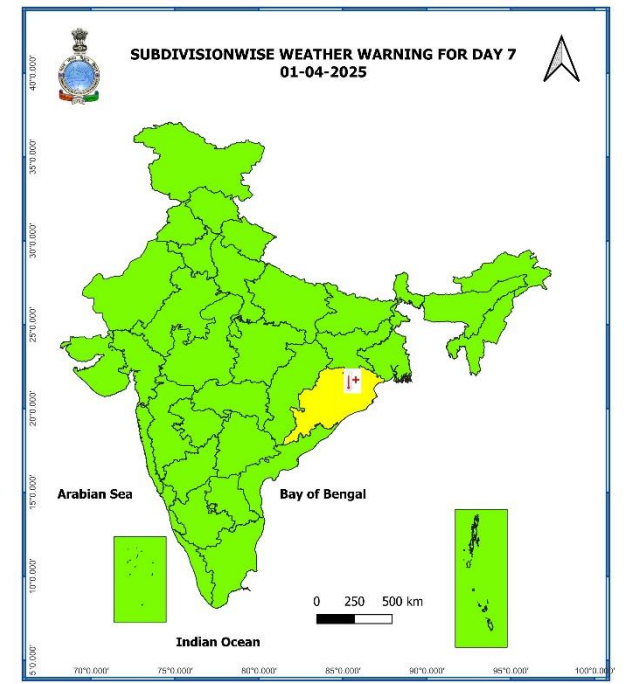 SUBDIVISIONWISE WEATHER WARNING FOR DAY 7
01-04-2025
40°0.000'
35°0.000'
30°0.000'
25°0.000'
20°0.000'
15°0.000'
10°0.000'
5°0.000'
Arabian Sea
Bay of Bengal
0 250 500 km
Indian Ocean
70°0.000' 75°0.000' 80°0.000' 85°0.000' 90°0.000' 95°0.000' 100°0.000'